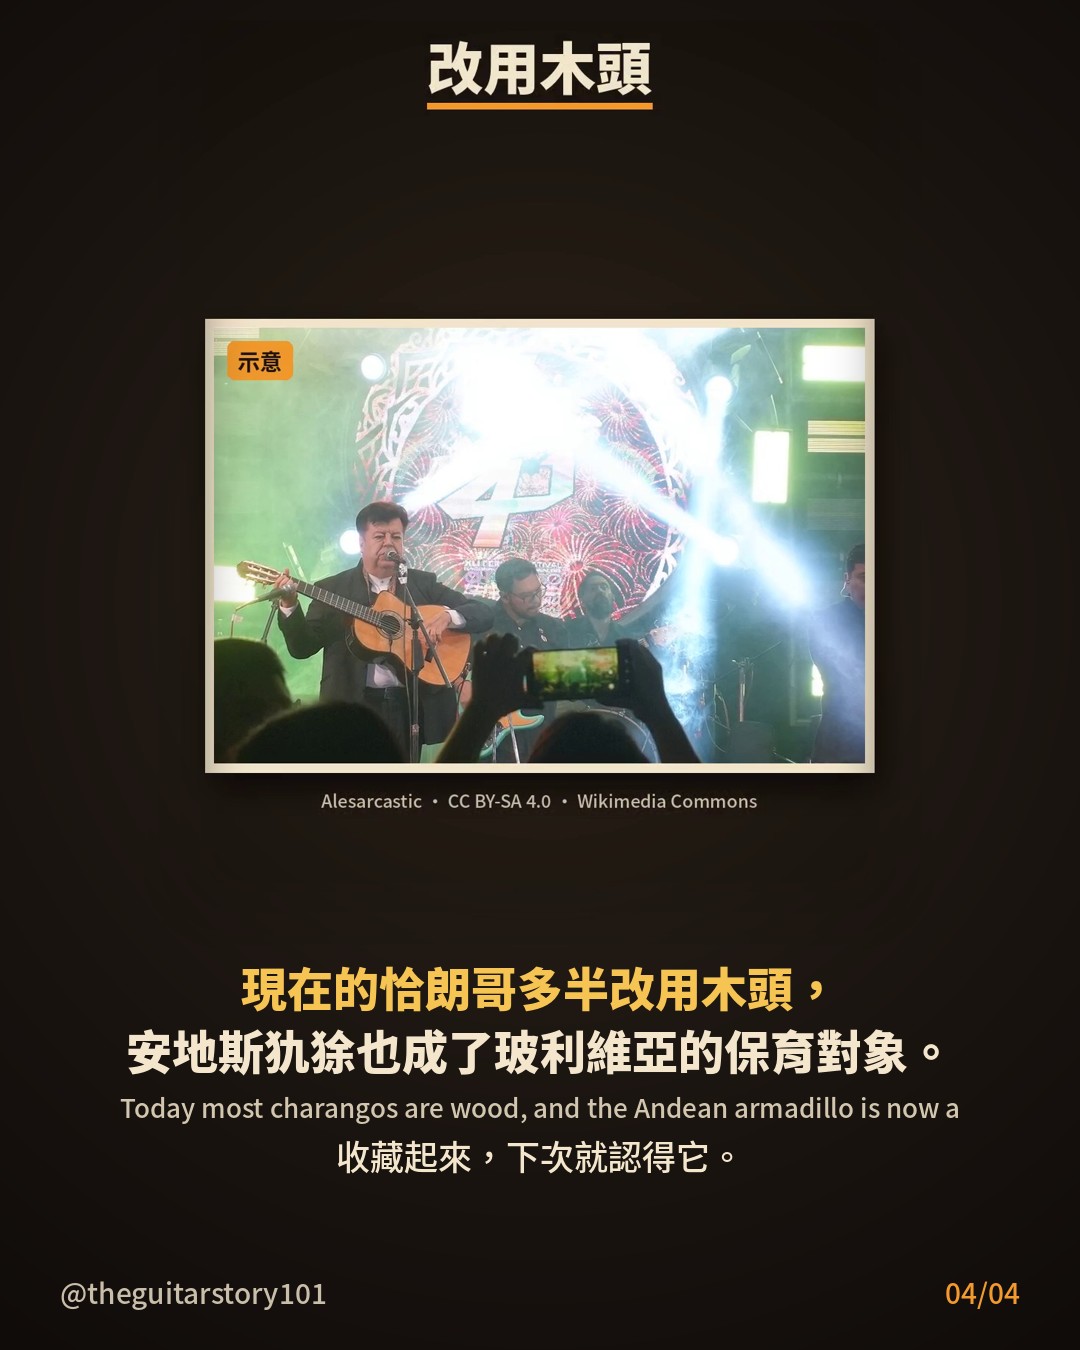 改用木頭
示意
Alesarcastic • CC BY-SA 4.0 • Wikimedia Commons
現在的恰朗哥多半改用木頭，
安地斯犰狳也成了玻利維亞的保育對象。
Today most charangos are wood, and the Andean armadillo is now a
收藏起來，下次就認得它。
@theguitarstory101
04/04